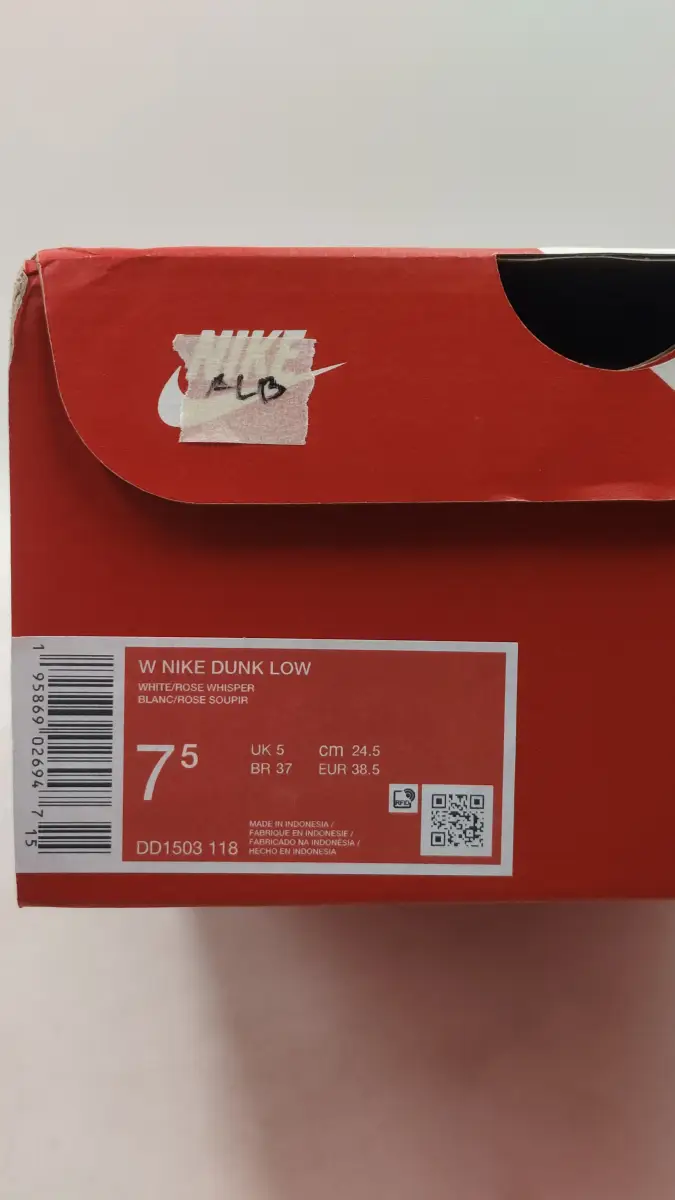 NIKE
ALB
W NIKE DUNK LOW
WHITE/ROSE WHISPER
BLANC/ROSE SOUPIR
7 5
UK 5 cm 24.5
BR 37 EUR 38.5
RFID
MADE IN INDONESIA /
FABRIQUE EN INDONESIE /
FABRICADO NA INDONÉSIA /
HECHO EN INDONESIA
DD1503 118
1 95869 02694 7 15